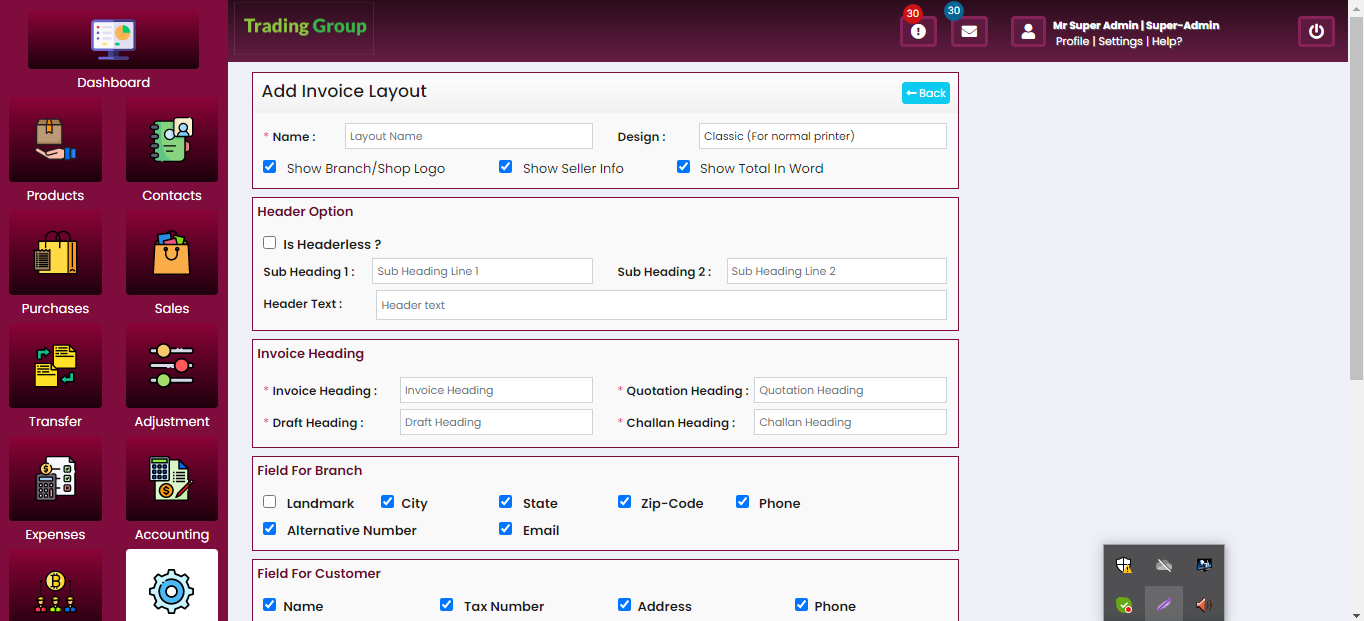 Trading Group
30
30
Mr Super Admin | Super-Admin
Profile | Settings | Help?
Dashboard
Products
Contacts
Purchases
Sales
Transfer
Adjustment
Expenses
Accounting
Add Invoice Layout
Back
* Name :
Layout Name
Design :
Classic (For normal printer)
Show Branch/Shop Logo
Show Seller Info
Show Total In Word
Header Option
Is Headerless ?
Sub Heading 1 :
Sub Heading Line 1
Sub Heading 2 :
Sub Heading Line 2
Header Text :
Header text
Invoice Heading
* Invoice Heading :
Invoice Heading
* Quotation Heading :
Quotation Heading
* Draft Heading :
Draft Heading
* Challan Heading :
Challan Heading
Field For Branch
Landmark
City
State
Zip-Code
Phone
Alternative Number
Email
Field For Customer
Name
Tax Number
Address
Phone